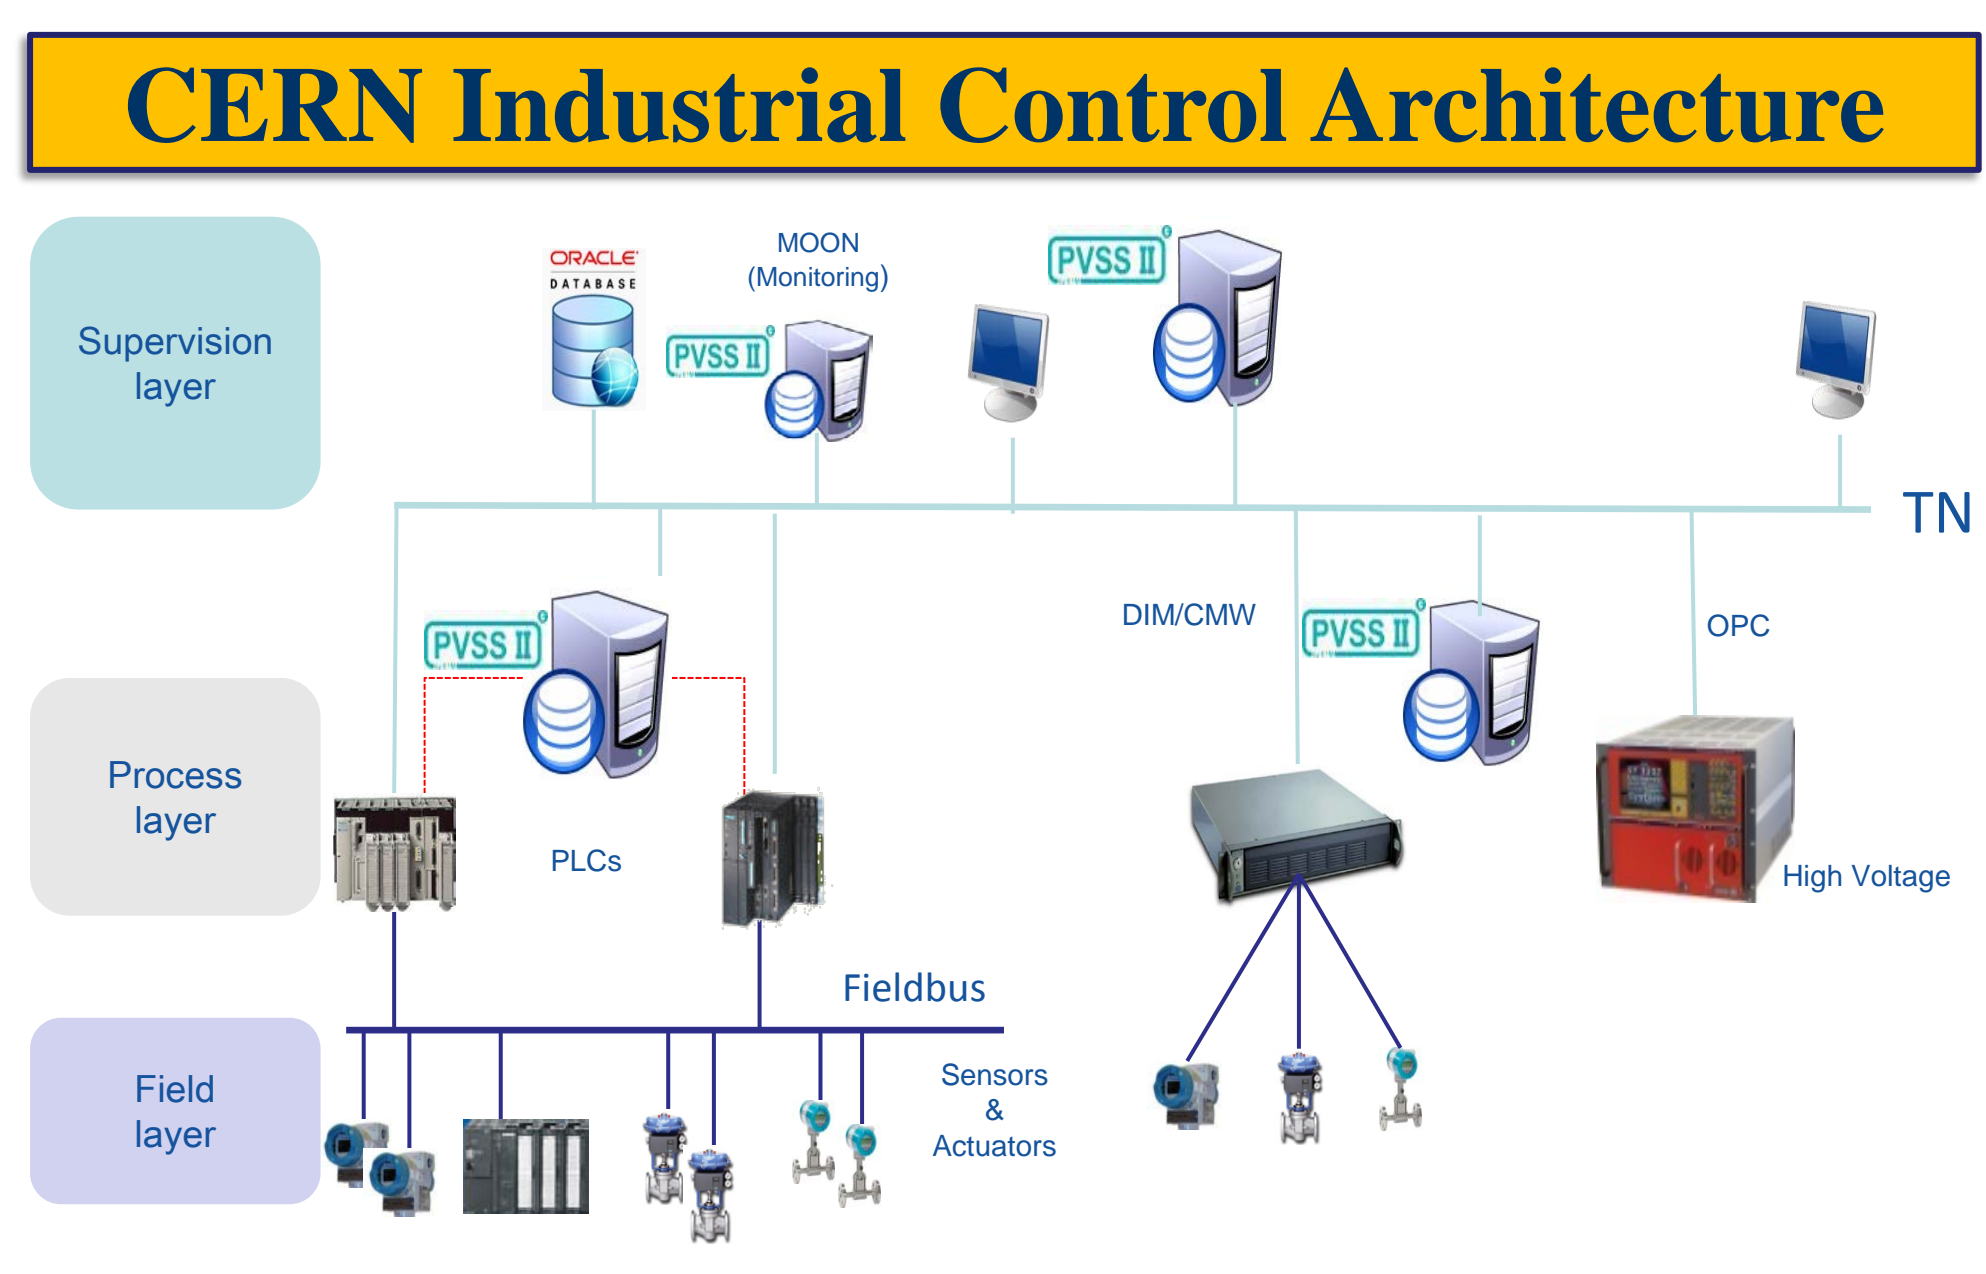 CERN Industrial Control Architecture
Supervision
layer
ORACLE
DATABASE
MOON
(Monitoring)
PVSS II
PVSS II
TN
PVSS II
DIM/CMW
PVSS II
OPC
Process
layer
PLCs
High Voltage
Fieldbus
Field
layer
Sensors
&
Actuators